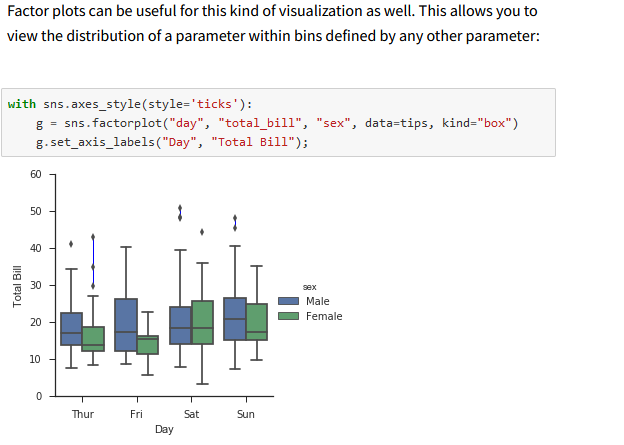 Factor plots can be useful for this kind of visualization as well. This allows you to
view the distribution of a parameter within bins defined by any other parameter:
with sns.axes_style(style='ticks'):
    g = sns.factorplot("day", "total_bill", "sex", data=tips, kind="box")
    g.set_axis_labels("Day", "Total Bill");
60
50
40
30
20
10
0
Total Bill
Thur Fri Sat Sun
Day
sex
Male
Female